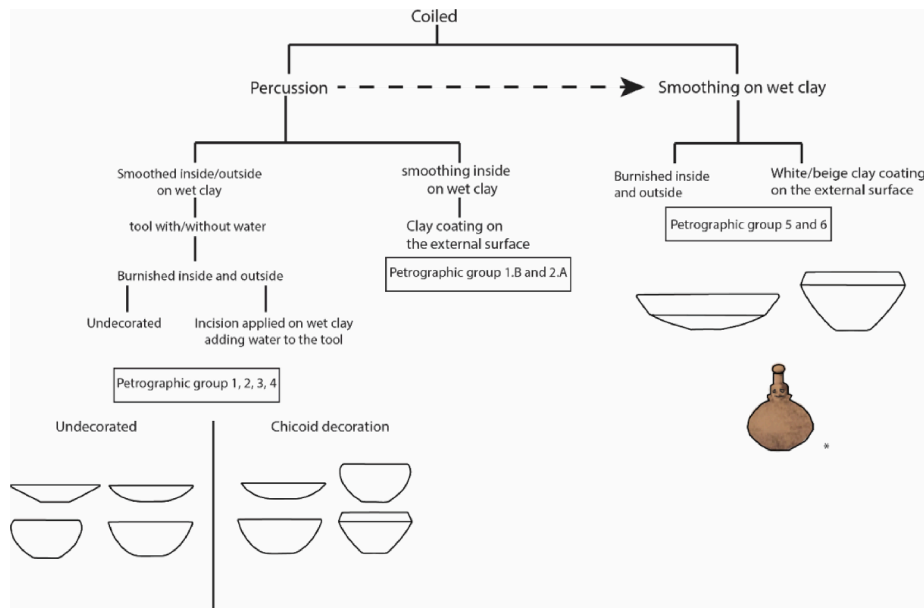 Coiled
Percussion
Smoothing on wet clay
Smoothed inside/outside
on wet clay
tool with/without water
Burnished inside and outside
Undecorated
Incision applied on wet clay
adding water to the tool
Petrographic group 1, 2, 3, 4
smoothing inside
on wet clay
Clay coating on
the external surface
Petrographic group 1.B and 2.A
Burnished inside
and outside
White/beige clay coating
on the external surface
Petrographic group 5 and 6
*
Undecorated
Chicoid decoration